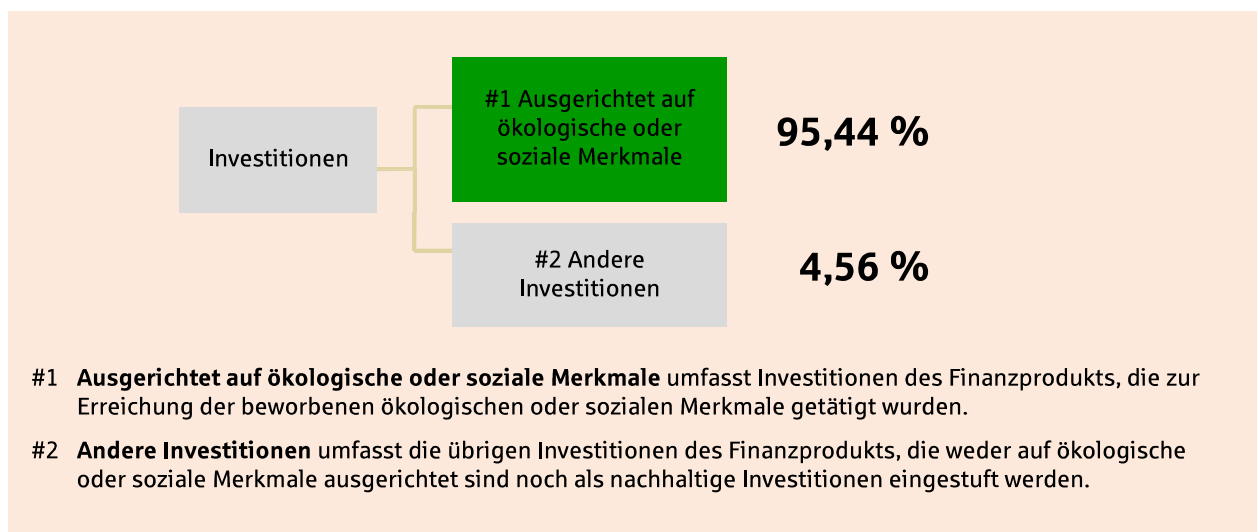 #1 Ausgerichtet auf
ökologische oder
soziale Merkmale
95,44 %
Investitionen
#2 Andere
Investitionen
4,56 %
#1 Ausgerichtet auf ökologische oder soziale Merkmale umfasst Investitionen des Finanzprodukts, die zur
Erreichung der beworbenen ökologischen oder sozialen Merkmale getätigt wurden.
#2 Andere Investitionen umfasst die übrigen Investitionen des Finanzprodukts, die weder auf ökologische
oder soziale Merkmale ausgerichtet sind noch als nachhaltige Investitionen eingestuft werden.